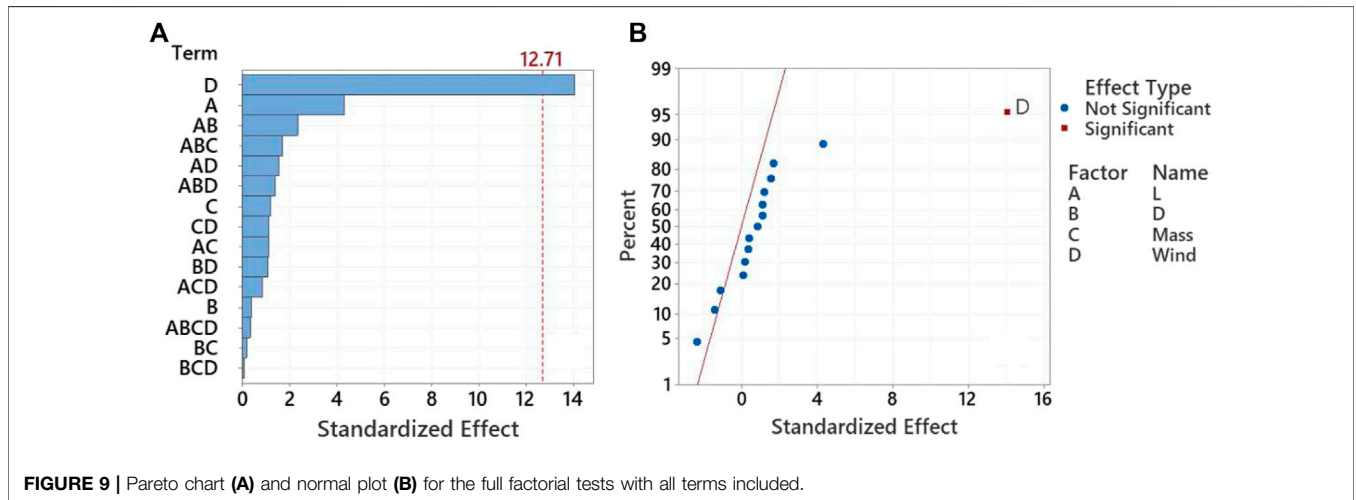 A
Term
12.71
D
A
AB
ABC
AD
ABD
C
CD
AC
BD
ACD
B
ABCD
BC
BCD
0 2 4 6 8 10 12 14
Standardized Effect
B
99
95
90
80
70
60
50
40
30
20
10
5
1
Percent
D
0 4 8 12 16
Standardized Effect
Effect Type
Not Significant
Significant
Factor Name
A L
B D
C Mass
D Wind
FIGURE 9 | Pareto chart (A) and normal plot (B) for the full factorial tests with all terms included.